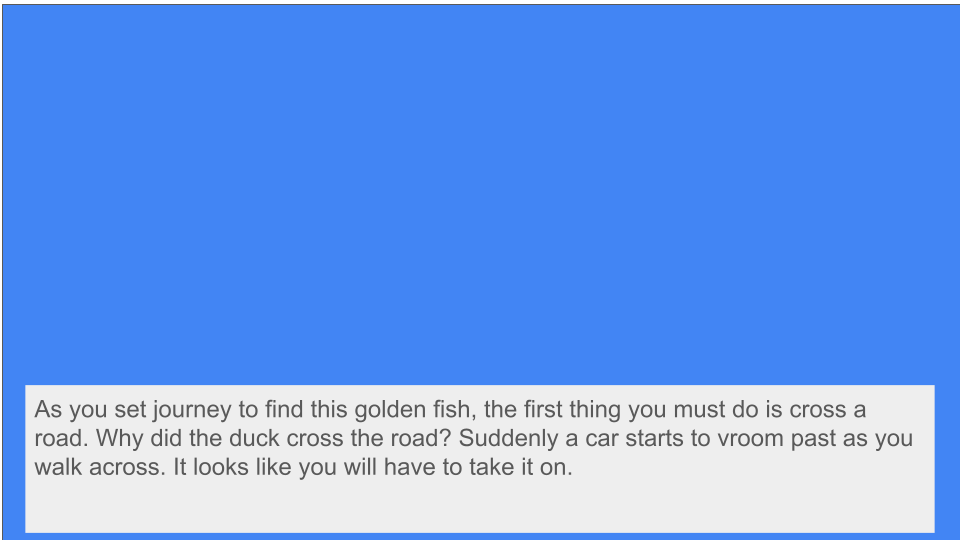 As you set journey to find this golden fish, the first thing you must do is cross a
road. Why did the duck cross the road? Suddenly a car starts to vroom past as you
walk across. It looks like you will have to take it on.